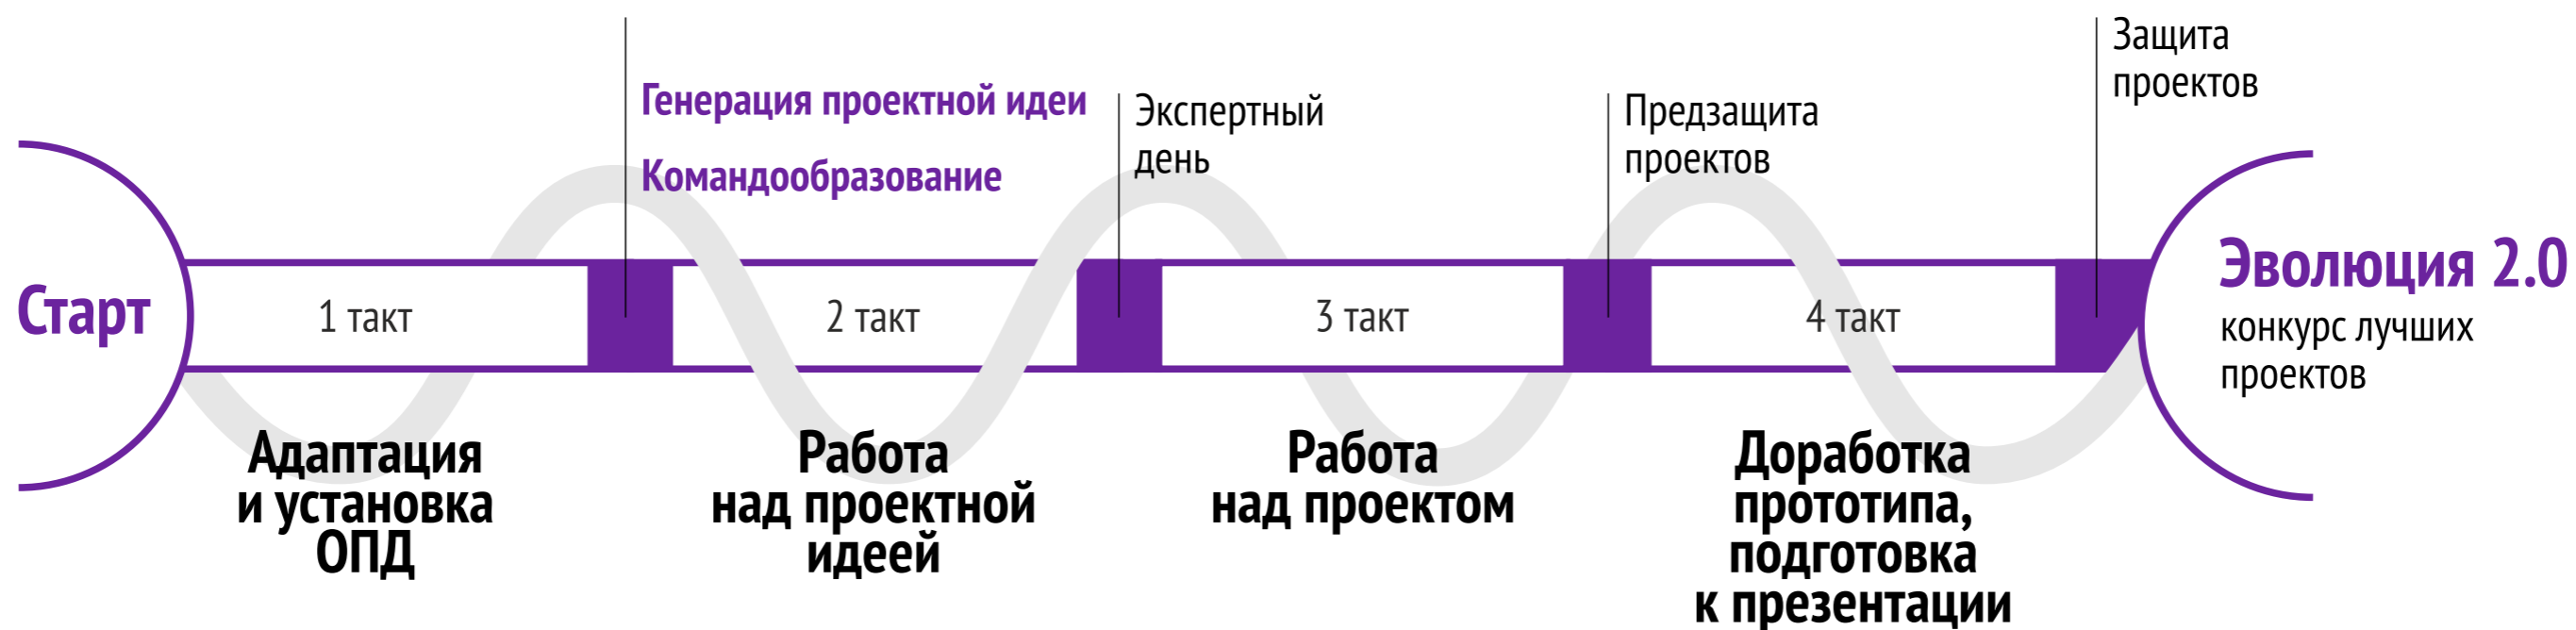 Защита
проектов
Генерация проектной идеи
Командообразование
Экспертный
день
Предзащита
проектов
Старт
1 такт
2 такт
3 такт
4 такт
Эволюция 2.0
конкурс лучших
проектов
Адаптация
и установка
ОПД
Работа
над проектной
идеей
Работа
над проектом
Доработка
прототипа,
подготовка
к презентации